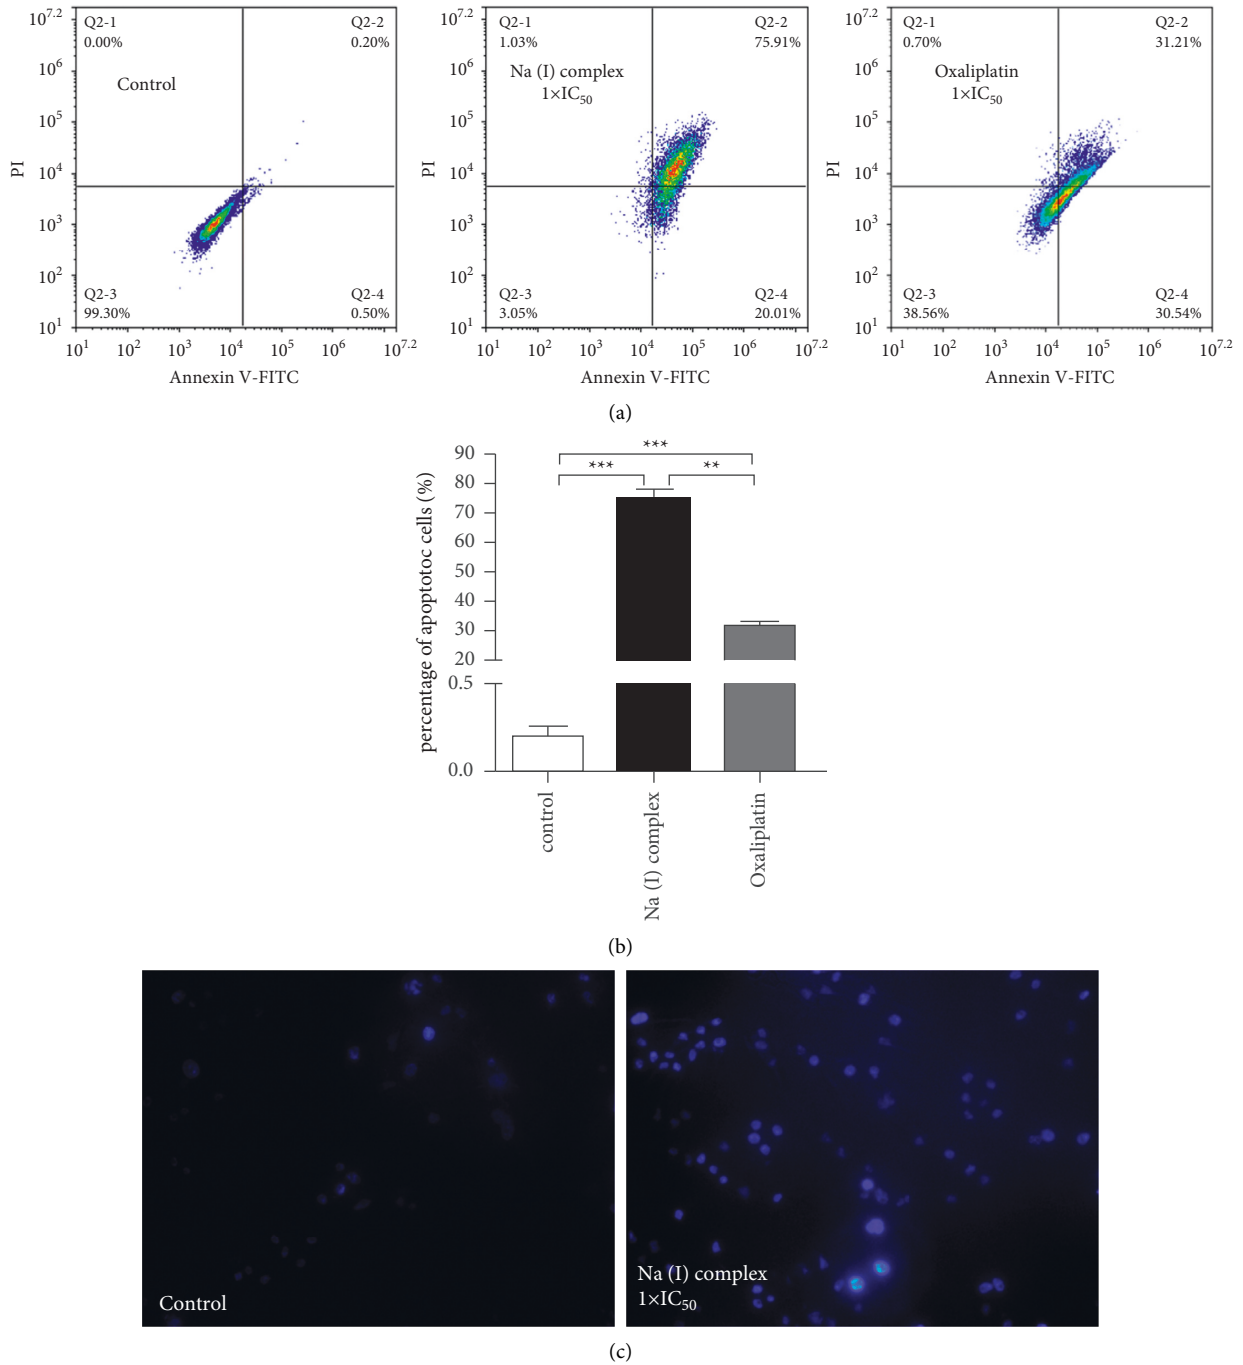 Q2-1 Q2-2
0.00% 0.20%
Control
Q2-3 Q2-4
99.30% 0.50%
10^7.2
10^6
10^5
10^4
10^3
10^2
10^1
PI
10^1 10^2 10^3 10^4 10^5 10^6 10^7.2
Annexin V-FITC
Q2-1 Q2-2
1.03% 75.91%
Na (I) complex
1×IC50
Q2-3 Q2-4
3.05% 20.01%
10^7.2
10^6
10^5
10^4
10^3
10^2
10^1
PI
10^1 10^2 10^3 10^4 10^5 10^6 10^7.2
Annexin V-FITC
Q2-1 Q2-2
0.70% 31.21%
Oxaliplatin
1×IC50
Q2-3 Q2-4
38.56% 30.54%
10^7.2
10^6
10^5
10^4
10^3
10^2
10^1
PI
10^1 10^2 10^3 10^4 10^5 10^6 10^7.2
Annexin V-FITC
(a)
percentage of apoptotoc cells (%)
90
80
70
60
50
40
30
20
0.5
0.0
***
*** **
control
Na (I) complex
Oxaliplatin
(b)
Control
Na (I) complex
1×IC50
(c)